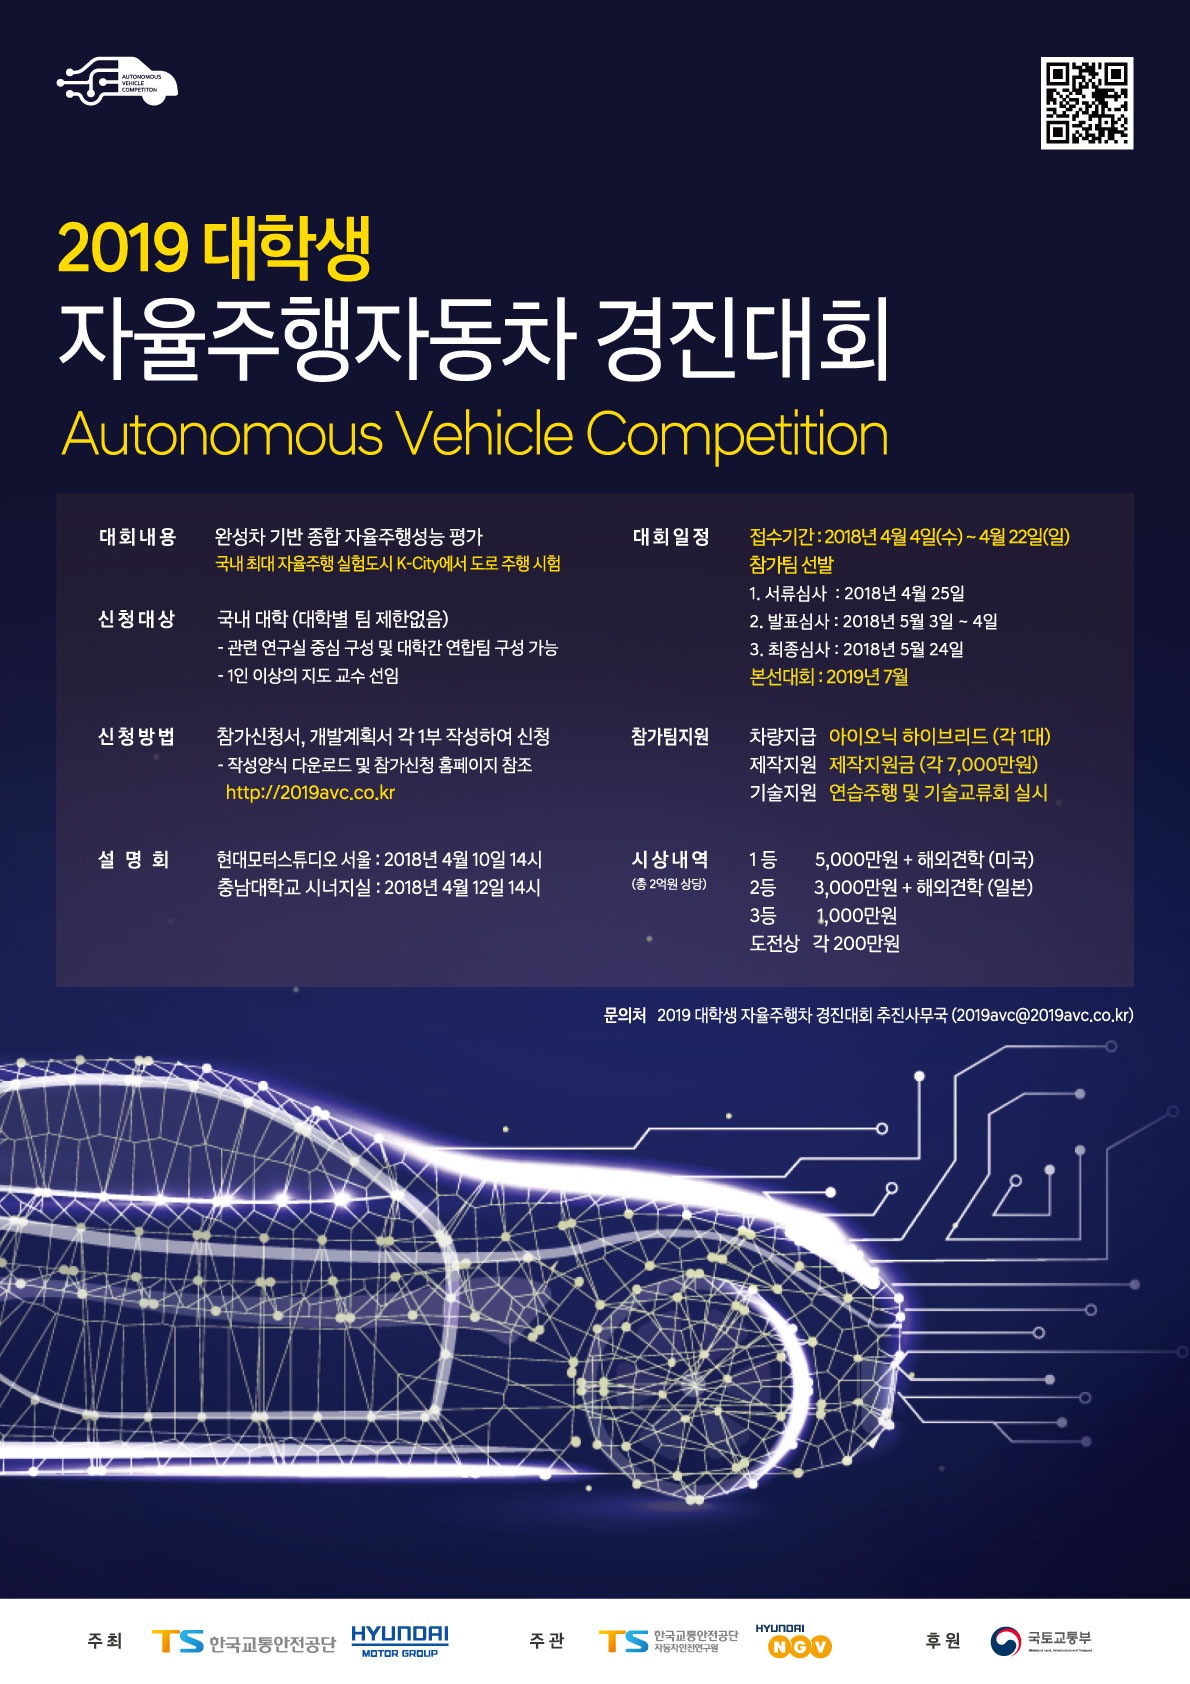 AUTONOMOUS
VEHICLE
COMPETITON
2019 대학생
자율주행자동차 경진대회
Autonomous Vehicle Competition
대회내용 완성차 기반 종합 자율주행성능 평가
국내 최대 자율주행 실험도시 K-City에서 도로 주행 시험
신청대상 국내 대학 (대학별 팀 제한없음)
- 관련 연구실 중심 구성 및 대학간 연합팀 구성 가능
- 1인 이상의 지도 교수 선임
신청방법 참가신청서, 개발계획서 각 1부 작성하여 신청
- 작성양식 다운로드 및 참가신청 홈페이지 참조
http://2019avc.co.kr
설 명 회 현대모터스튜디오 서울 : 2018년 4월 10일 14시
충남대학교 시너지실 : 2018년 4월 12일 14시
대회일정 접수기간 : 2018년 4월 4일(수) ~ 4월 22일(일)
참가팀 선발
1. 서류심사 : 2018년 4월 25일
2. 발표심사 : 2018년 5월 3일 ~ 4일
3. 최종심사 : 2018년 5월 24일
본선대회 : 2019년 7월
참가팀지원 차량지급 아이오닉 하이브리드 (각 1대)
제작지원 제작지원금 (각 7,000만원)
기술지원 연습주행 및 기술교류회 실시
시상내역 1등 5,000만원 + 해외견학 (미국)
(총 2억원 상당) 2등 3,000만원 + 해외견학 (일본)
3등 1,000만원
도전상 각 200만원
문의처 2019 대학생 자율주행차 경진대회 추진사무국 (2019avc@2019avc.co.kr)
주최 TS 한국교통안전공단 HYUNDAI
MOTOR GROUP
주관 TS 한국교통안전공단
자동차안전연구원
HYUNDAI
NGV
후원 국토교통부
Ministry of Land, Infrastructure and Transport